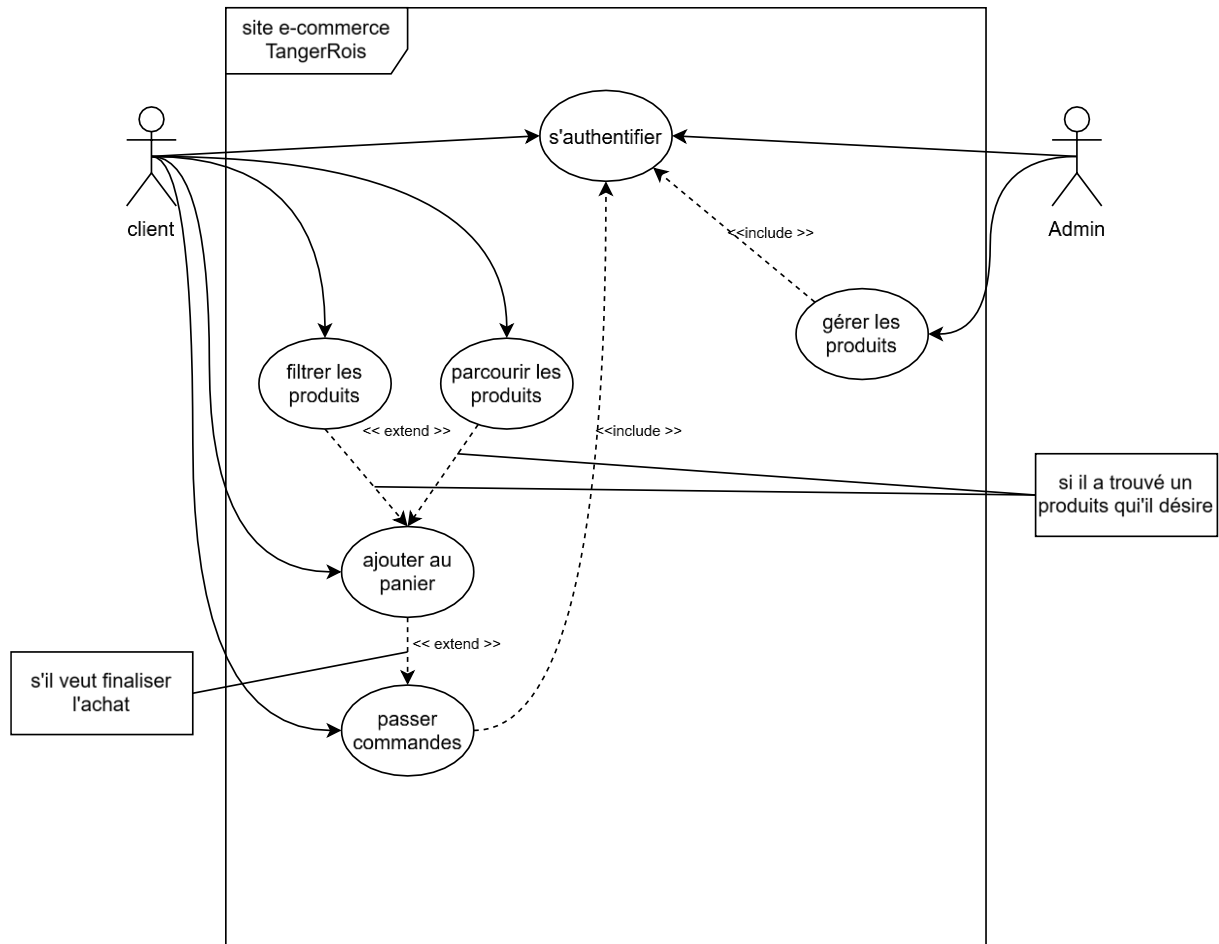 site e-commerce
TangerRois
s'authentifier
client
Admin
<<include >>
gérer les
produits
filtrer les
produits
parcourir les
produits
<< extend >>
<<include >>
si il a trouvé un
produits qui'il désire
ajouter au
panier
<< extend >>
s'il veut finaliser
l'achat
passer
commandes